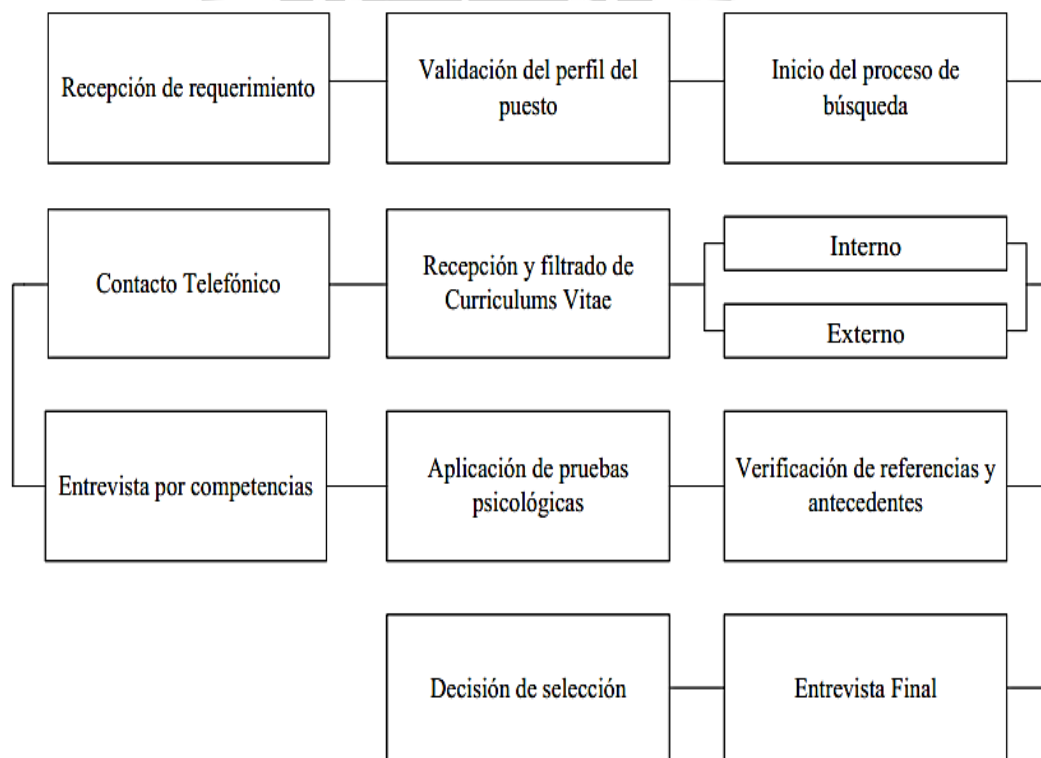 Recepción de requerimiento
Validación del perfil del
puesto
Inicio del proceso de
búsqueda
Interno
Externo
Recepción y filtrado de
Curriculums Vitae
Contacto Telefónico
Entrevista por competencias
Aplicación de pruebas
psicológicas
Verificación de referencias y
antecedentes
Entrevista Final
Decisión de selección